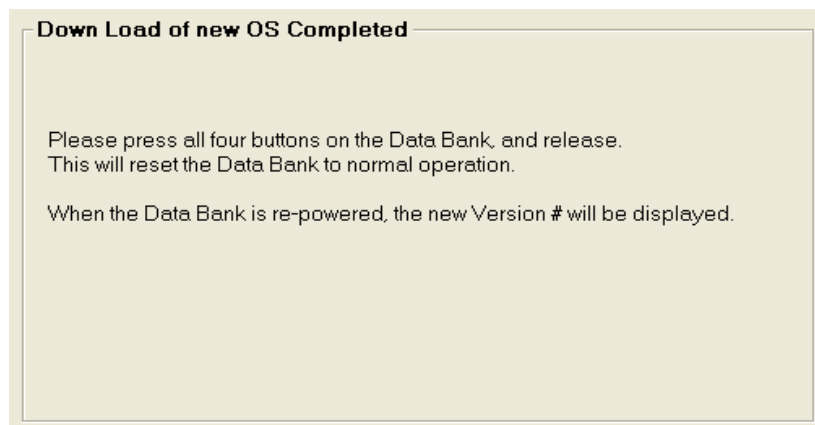 Down Load of new OS Completed
Please press all four buttons on the Data Bank, and release.
This will reset the Data Bank to normal operation.
When the Data Bank is re-powered, the new Version # will be displayed.